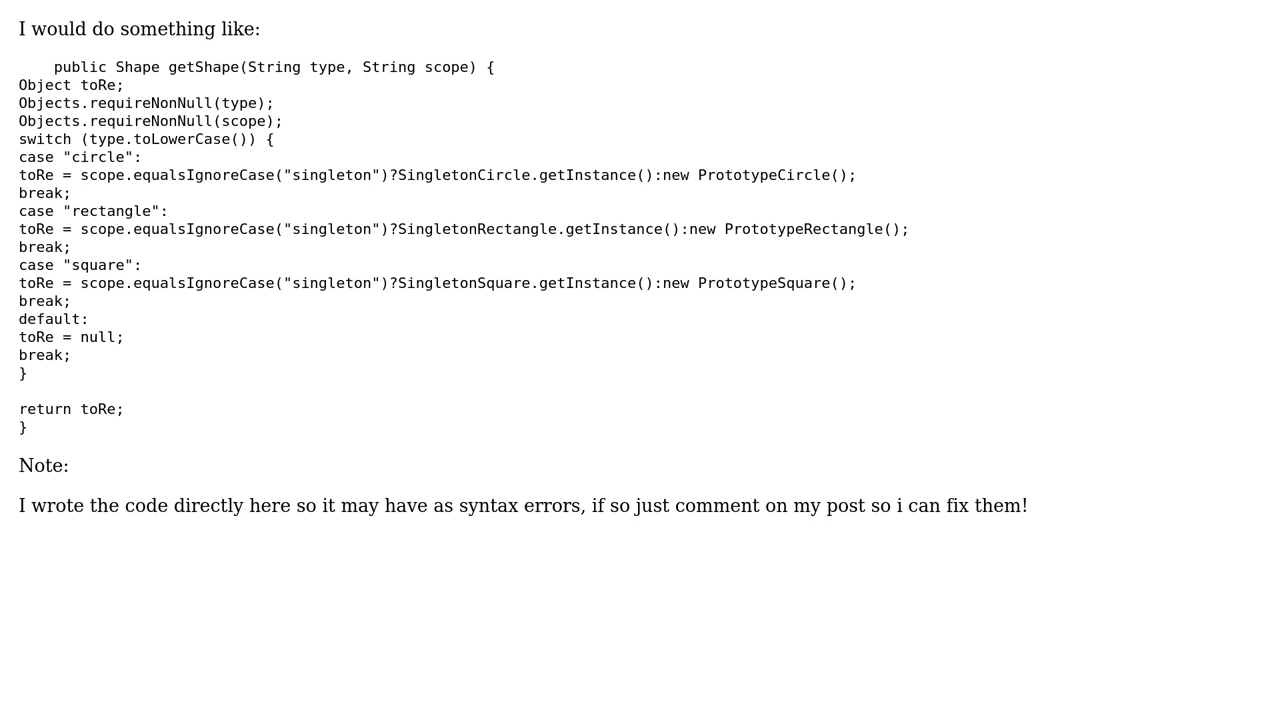 I would do something like:
    public Shape getShape(String type, String scope) {
Object toRe;
Objects.requireNonNull(type);
Objects.requireNonNull(scope);
switch (type.toLowerCase()) {
case "circle":
toRe = scope.equalsIgnoreCase("singleton")?SingletonCircle.getInstance():new PrototypeCircle();
break;
case "rectangle":
toRe = scope.equalsIgnoreCase("singleton")?SingletonRectangle.getInstance():new PrototypeRectangle();
break;
case "square":
toRe = scope.equalsIgnoreCase("singleton")?SingletonSquare.getInstance():new PrototypeSquare();
break;
default:
toRe = null;
break;
}

return toRe;
}
Note:
I wrote the code directly here so it may have as syntax errors, if so just comment on my post so i can fix them!